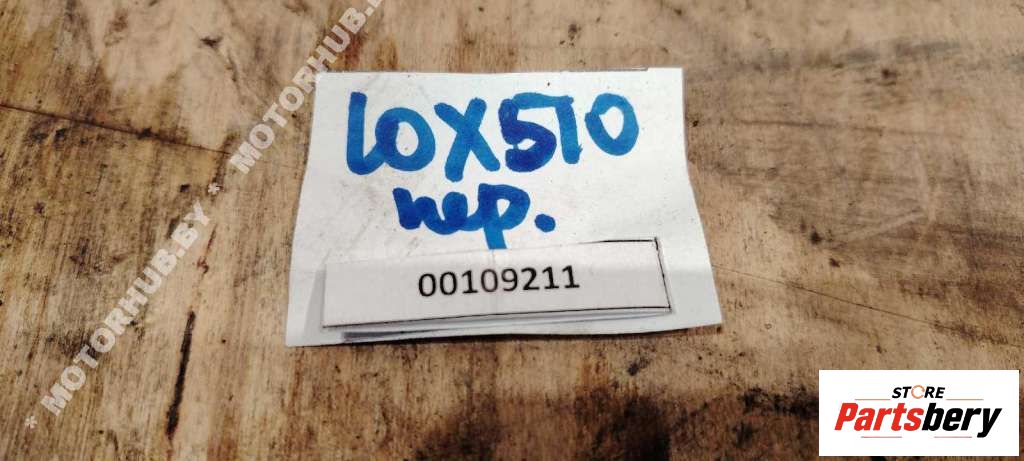 * MOTORHUB.BY * MOTORHUB.BY
10X510
пер.
00109211
STORE
Partsbery